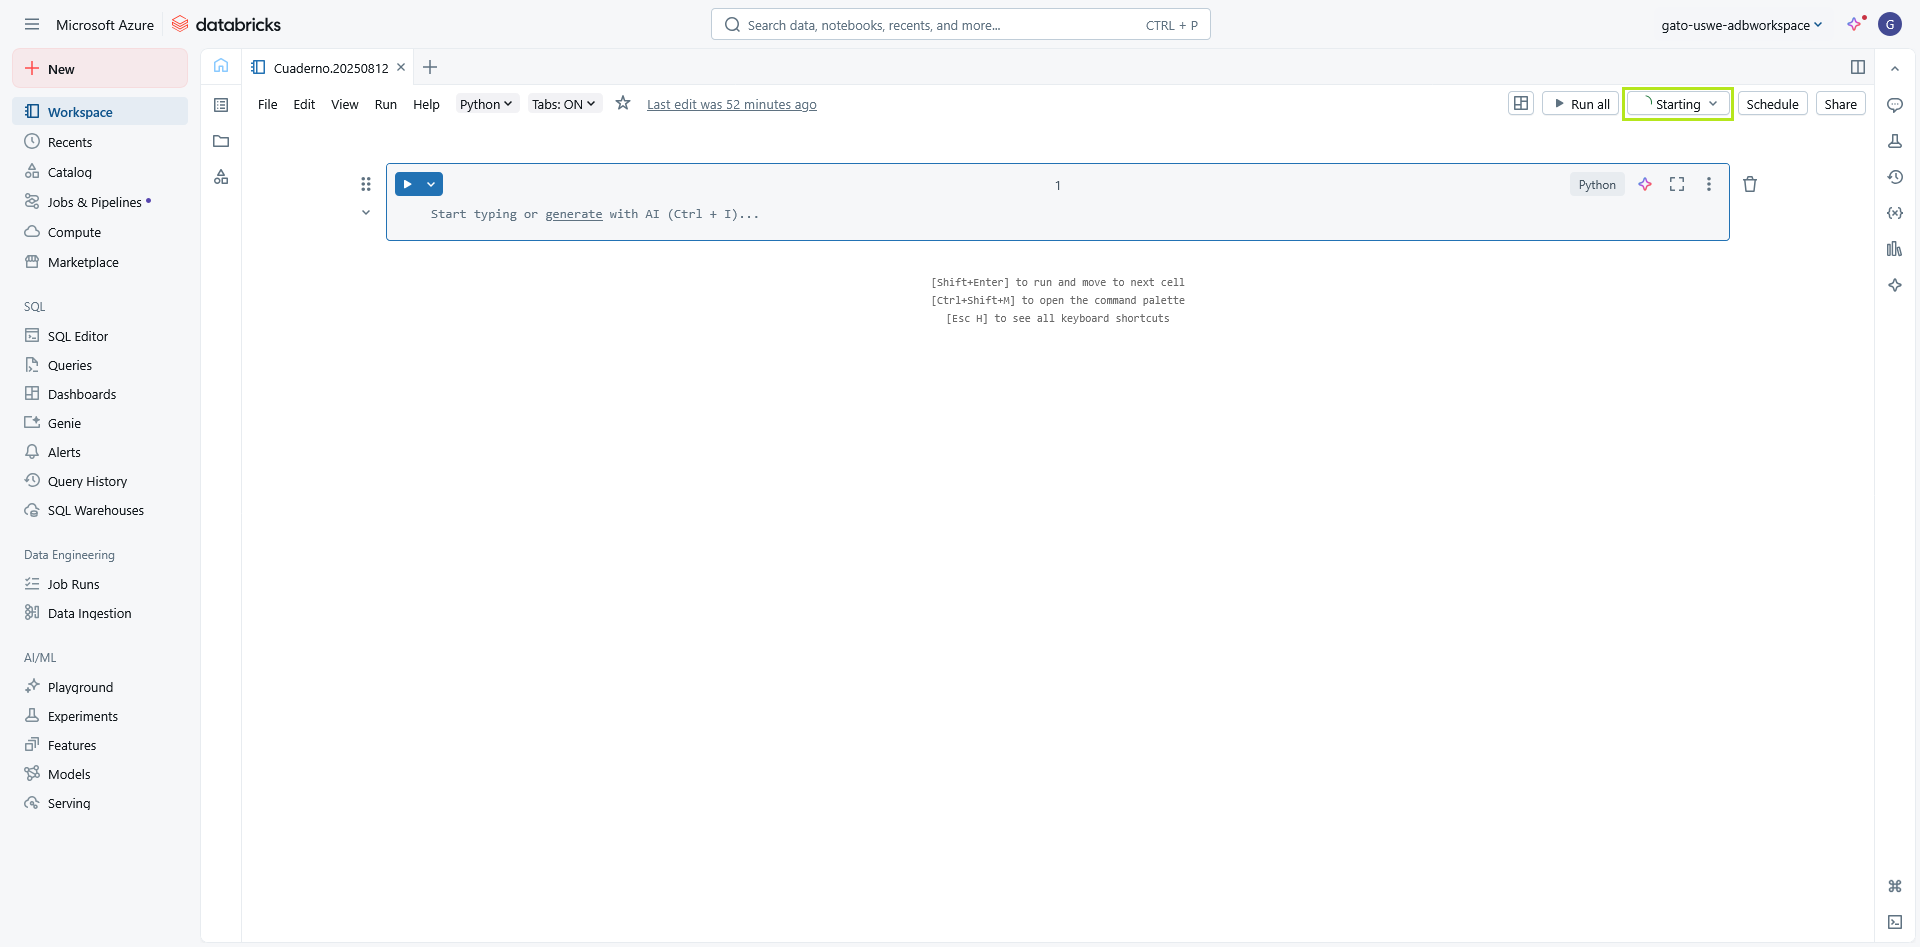 Microsoft Azure databricks
Search data, notebooks, recents, and more... CTRL + P
gato-uswe-adbworkspace
G
New
Workspace
Recents
Catalog
Jobs & Pipelines
Compute
Marketplace
SQL
SQL Editor
Queries
Dashboards
Genie
Alerts
Query History
SQL Warehouses
Data Engineering
Job Runs
Data Ingestion
AI/ML
Playground
Experiments
Features
Models
Serving
Cuaderno.20250812
File Edit View Run Help Python Tabs: ON Last edit was 52 minutes ago
Run all Starting Schedule Share
1
Python
Start typing or generate with AI (Ctrl + I)...
[Shift+Enter] to run and move to next cell
[Ctrl+Shift+M] to open the command palette
[Esc H] to see all keyboard shortcuts